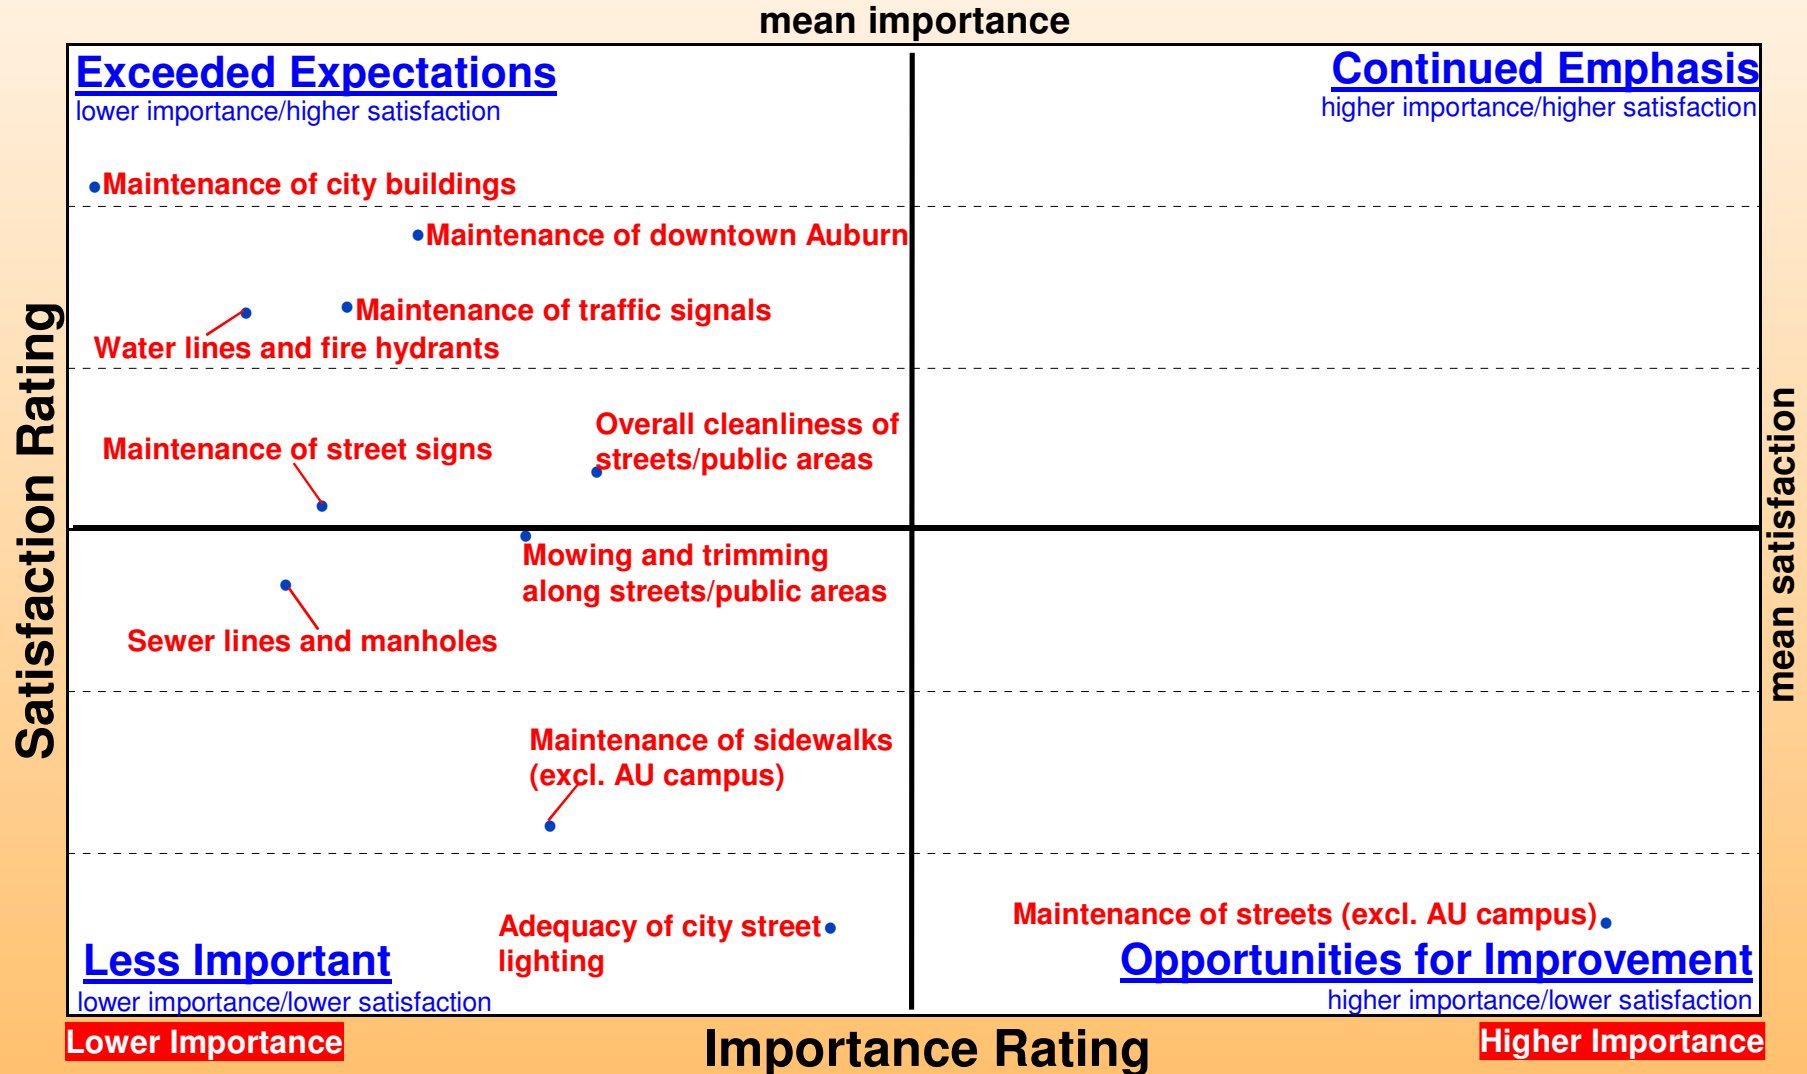 mean importance
Exceeded Expectations
lower importance/higher satisfaction
Continued Emphasis
higher importance/higher satisfaction
Maintenance of city buildings
Maintenance of downtown Auburn
Maintenance of traffic signals
Water lines and fire hydrants
Overall cleanliness of
streets/public areas
Maintenance of street signs
Mowing and trimming
along streets/public areas
Sewer lines and manholes
Maintenance of sidewalks
(excl. AU campus)
Adequacy of city street
lighting
Maintenance of streets (excl. AU campus)
Less Important
lower importance/lower satisfaction
Opportunities for Improvement
higher importance/lower satisfaction
Satisfaction Rating
mean satisfaction
Lower Importance
Importance Rating
Higher Importance